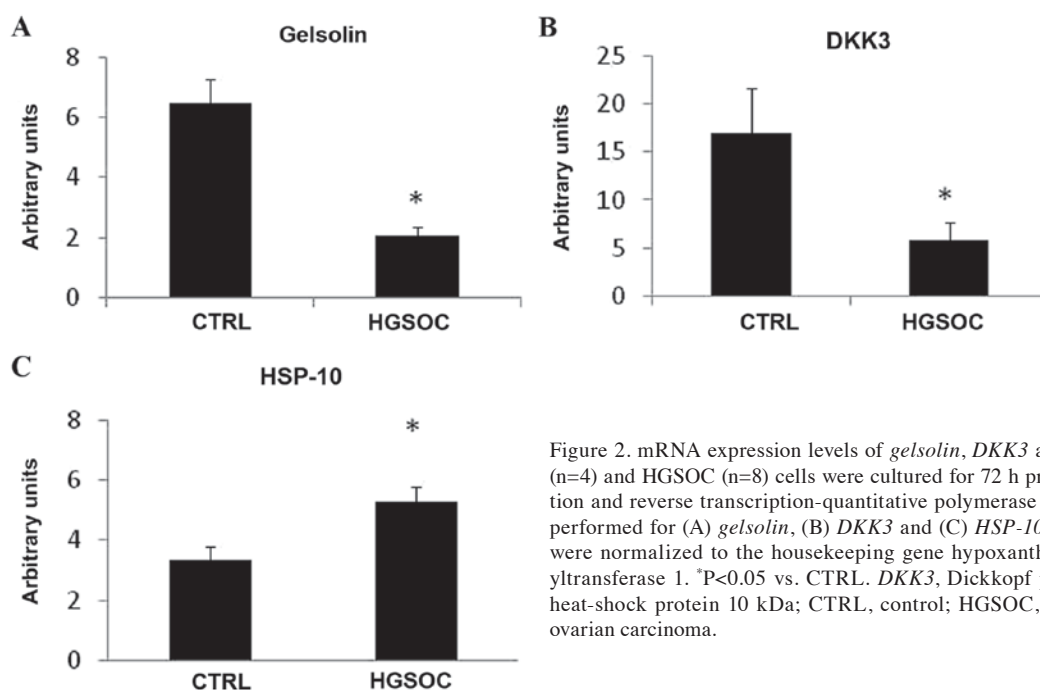 A
Gelsolin
8
6
4
2
0
Arbitrary units
*
CTRL
HGSOC
B
DKK3
25
20
15
10
5
0
Arbitrary units
*
CTRL
HGSOC
C
HSP-10
8
6
4
2
0
Arbitrary units
*
CTRL
HGSOC
Figure 2. mRNA expression levels of gelsolin, DKK3 a
(n=4) and HGSOC (n=8) cells were cultured for 72 h pr
tion and reverse transcription-quantitative polymerase
performed for (A) gelsolin, (B) DKK3 and (C) HSP-10
were normalized to the housekeeping gene hypoxanth
yltransferase 1. *P<0.05 vs. CTRL. DKK3, Dickkopf
heat-shock protein 10 kDa; CTRL, control; HGSOC,
ovarian carcinoma.